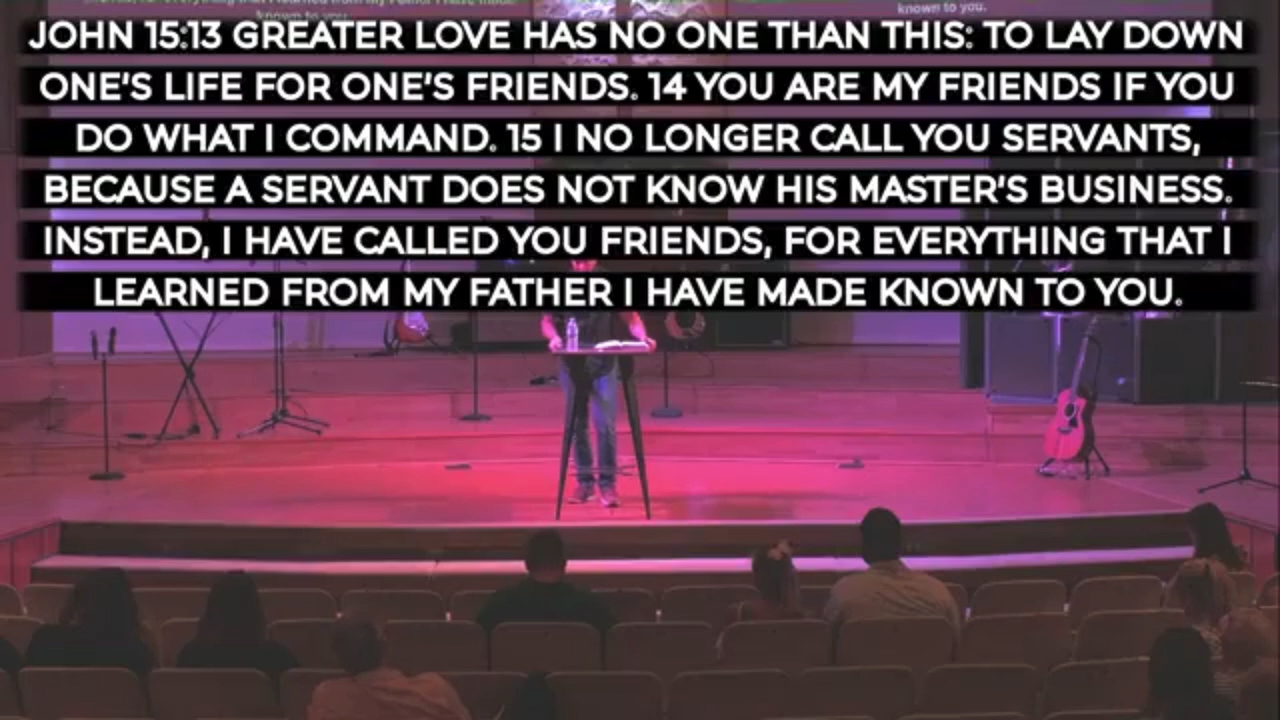 known to you.
known to you.
JOHN 15:13 GREATER LOVE HAS NO ONE THAN THIS: TO LAY DOWN
ONE'S LIFE FOR ONE'S FRIENDS. 14 YOU ARE MY FRIENDS IF YOU
DO WHAT I COMMAND. 15 I NO LONGER CALL YOU SERVANTS,
BECAUSE A SERVANT DOES NOT KNOW HIS MASTER'S BUSINESS.
INSTEAD, I HAVE CALLED YOU FRIENDS, FOR EVERYTHING THAT I
LEARNED FROM MY FATHER I HAVE MADE KNOWN TO YOU.